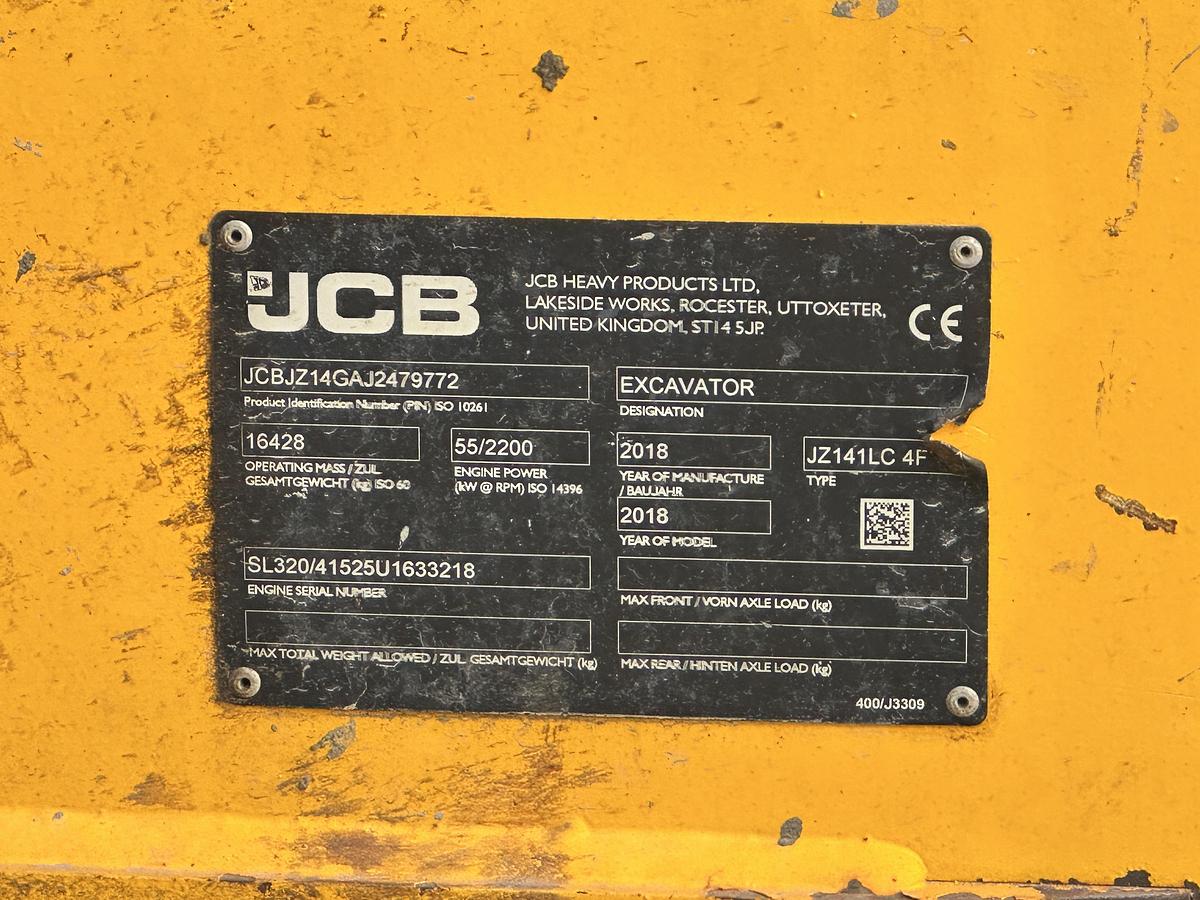 JCB
JCB HEAVY PRODUCTS LTD,
LAKESIDE WORKS, ROCESTER, UTTOXETER,
UNITED KINGDOM, ST14 5JP.
CE
JCBJZ14GAJ2479772
Product Identification Number (PIN) ISO 10261
EXCAVATOR
DESIGNATION
16428
OPERATING MASS / ZUL.
GESAMTGEWICHT (kg) ISO 60
55/2200
ENGINE POWER
(kW @ RPM) ISO 14396
2018
YEAR OF MANUFACTURE
/ BAUJAHR
JZ141LC 4F
TYPE
2018
YEAR OF MODEL
SL320/41525U1633218
ENGINE SERIAL NUMBER
MAX FRONT / VORN AXLE LOAD (kg)
MAX TOTAL WEIGHT ALLOWED / ZUL. GESAMTGEWICHT (kg)
MAX REAR / HINTEN AXLE LOAD (kg)
400/J3309